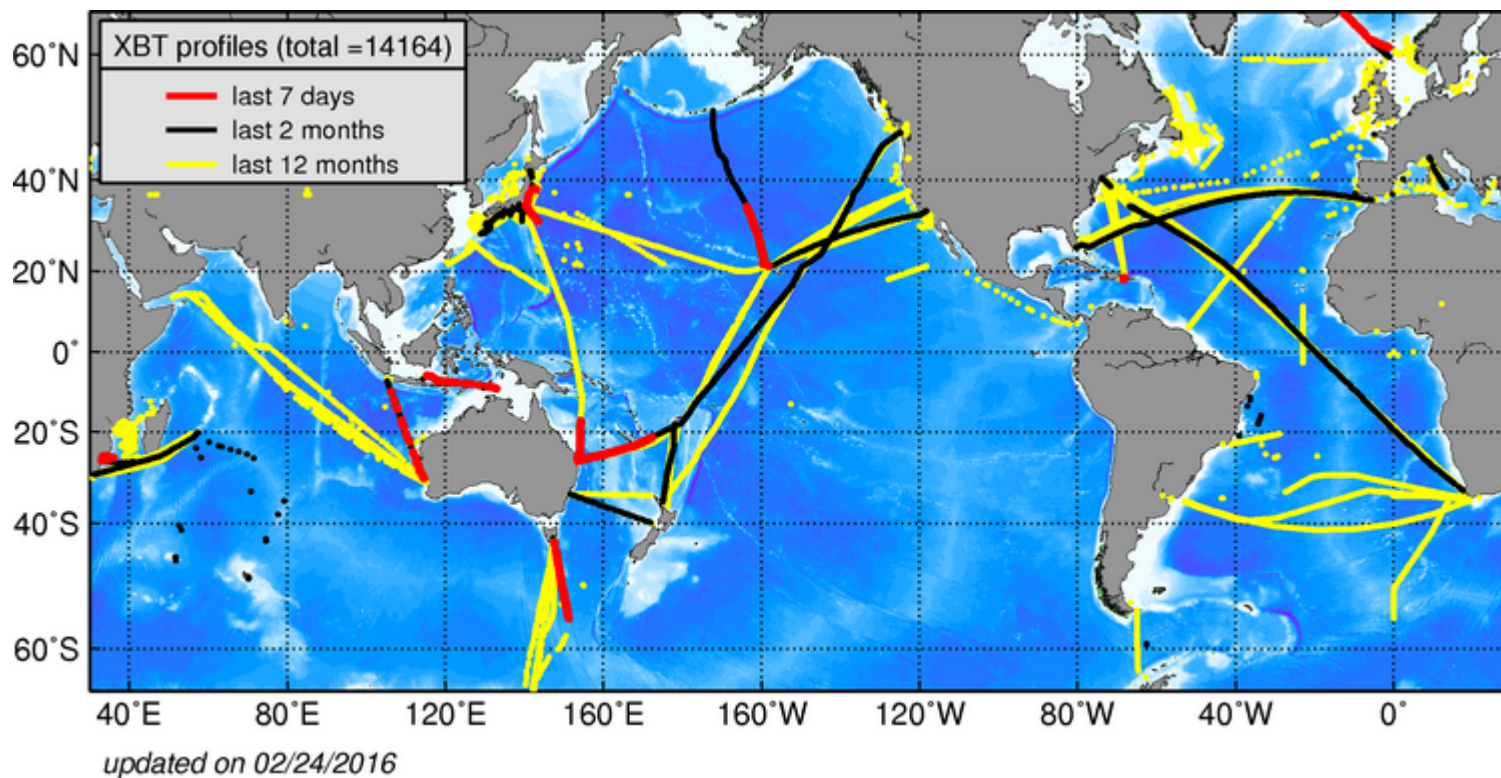 XBT profiles (total =14164)
last 7 days
last 2 months
last 12 months
60°N
40°N
20°N
0°
20°S
40°S
60°S
40°E 80°E 120°E 160°E 160°W 120°W 80°W 40°W 0°
updated on 02/24/2016